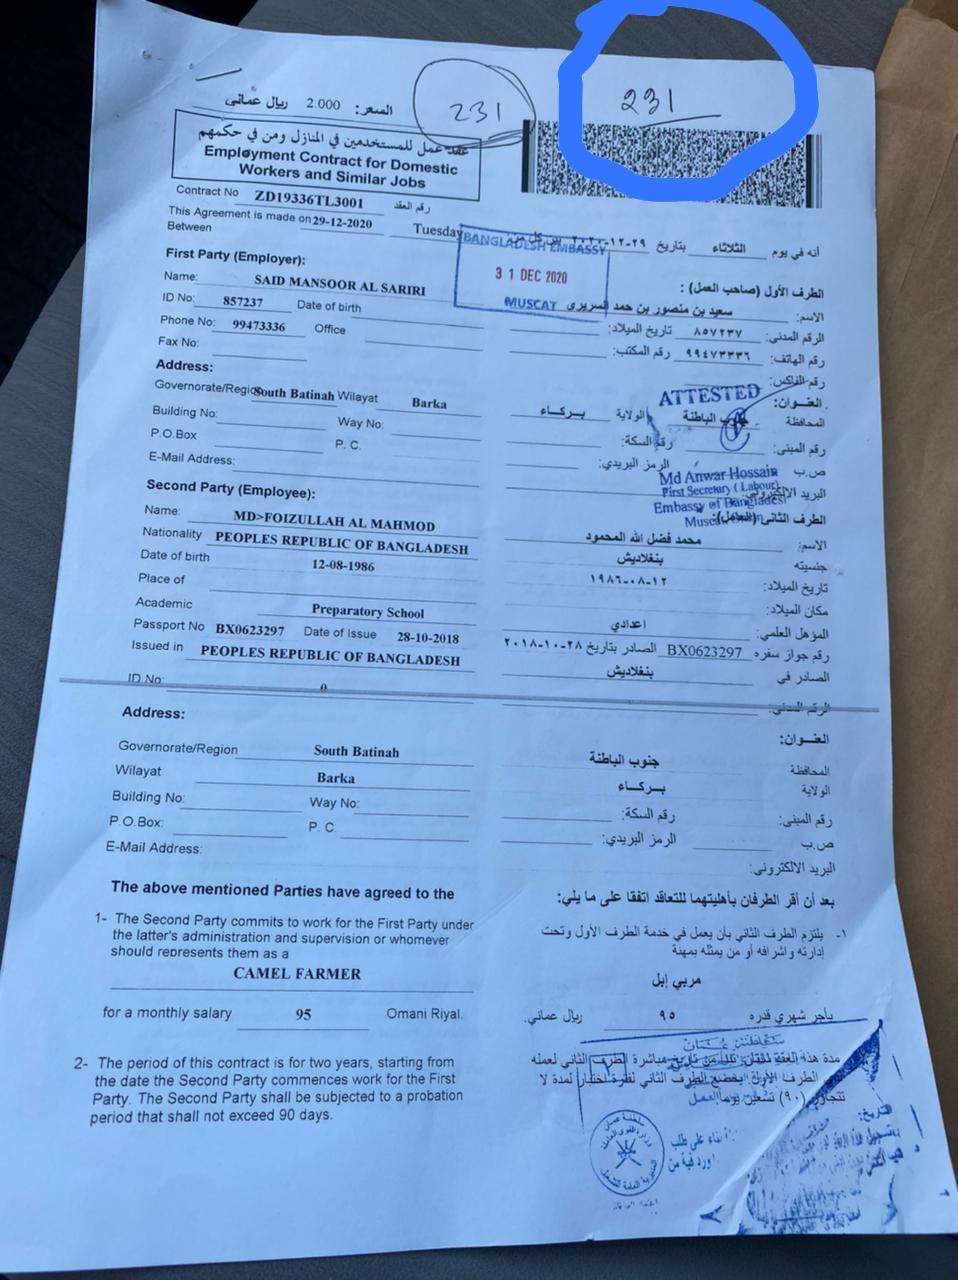 السعر: 2.000 ريال عماني
231
231
عقد عمل للمستخدمين في المنازل ومن في حكمهم
Employment Contract for Domestic
Workers and Similar Jobs
Contract No ZD19336TL3001 رقم العقد
This Agreement is made on 29-12-2020 Tuesday
Between
أنه في يوم الثلاثاء بتاريخ ٢٩-١٢-٢٠٢٠ بين كل من
BANGLADESH EMBASSY
31 DEC 2020
MUSCAT
First Party (Employer):
الطرف الأول (صاحب العمل) :
Name: SAID MANSOOR AL SARIRI
الاسم: سعيد بن منصور بن حمد السريري
ID No: 857237 Date of birth
الرقم المدني: ٨٥٧٢٣٧ تاريخ الميلاد:
Phone No: 99473336 Office
رقم الهاتف: ٩٩٤٧٣٣٣٦ رقم المكتب:
Fax No:
رقم الفاكس:
Address:
العنـــوان:
ATTESTED
Governorate/Region South Batinah Wilayat Barka
المحافظة جنوب الباطنة الولاية بـــركـــاء
Building No: Way No:
رقم المبنى: رقم السكة:
P.O.Box P. C.
ص.ب الرمز البريدي:
E-Mail Address:
البريد الالكتروني:
Md Anwar Hossain
First Secretary (Labour)
Embassy of Bangladesh
Second Party (Employee):
الطرف الثاني (العامل):
Name: MD>FOIZULLAH AL MAHMOD
الاسم: محمد فضل الله المحمود
Nationality PEOPLES REPUBLIC OF BANGLADESH
جنسيته بنغلاديش
Date of birth 12-08-1986
تاريخ الميلاد: ١٢-٠٨-١٩٨٦
Place of
مكان الميلاد:
Academic Preparatory School
المؤهل العلمي: اعدادي
Passport No BX0623297 Date of Issue 28-10-2018
رقم جواز سفره BX0623297 الصادر بتاريخ ٢٨-١٠-٢٠١٨
Issued in PEOPLES REPUBLIC OF BANGLADESH
الصادر في بنغلاديش
ID No: 0
الرقم المدني:
Address:
العنـــوان:
Governorate/Region South Batinah
المحافظة جنوب الباطنة
Wilayat Barka
الولاية بـــركـــاء
Building No: Way No:
رقم المبنى: رقم السكة:
P.O.Box: P. C.
ص.ب الرمز البريدي:
E-Mail Address:
البريد الالكتروني:
The above mentioned Parties have agreed to the
بعد أن أقر الطرفان بأهليتهما للتعاقد اتفقا على ما يلي:
1- The Second Party commits to work for the First Party under
the latter's administration and supervision or whomever
should represents them as a
CAMEL FARMER
١- يلتزم الطرف الثاني بأن يعمل في خدمة الطرف الأول وتحت
إدارته واشرافه أو من يمثله بمهنة
مربي إبل
for a monthly salary 95 Omani Riyal.
بأجر شهري قدره ٩٥ ريال عماني.
2- The period of this contract is for two years, starting from
the date the Second Party commences work for the First
Party. The Second Party shall be subjected to a probation
period that shall not exceed 90 days.
مدة هذا العقد من تاريخ مباشرة الطرف الثاني لعمله
الطرف الأول يخضع الطرف الثاني لفترة اختبار لمدة لا
تتجاوز (٩٠) تسعين يوما.
سلطنة عمان
بناء على طلب
التاريخ: